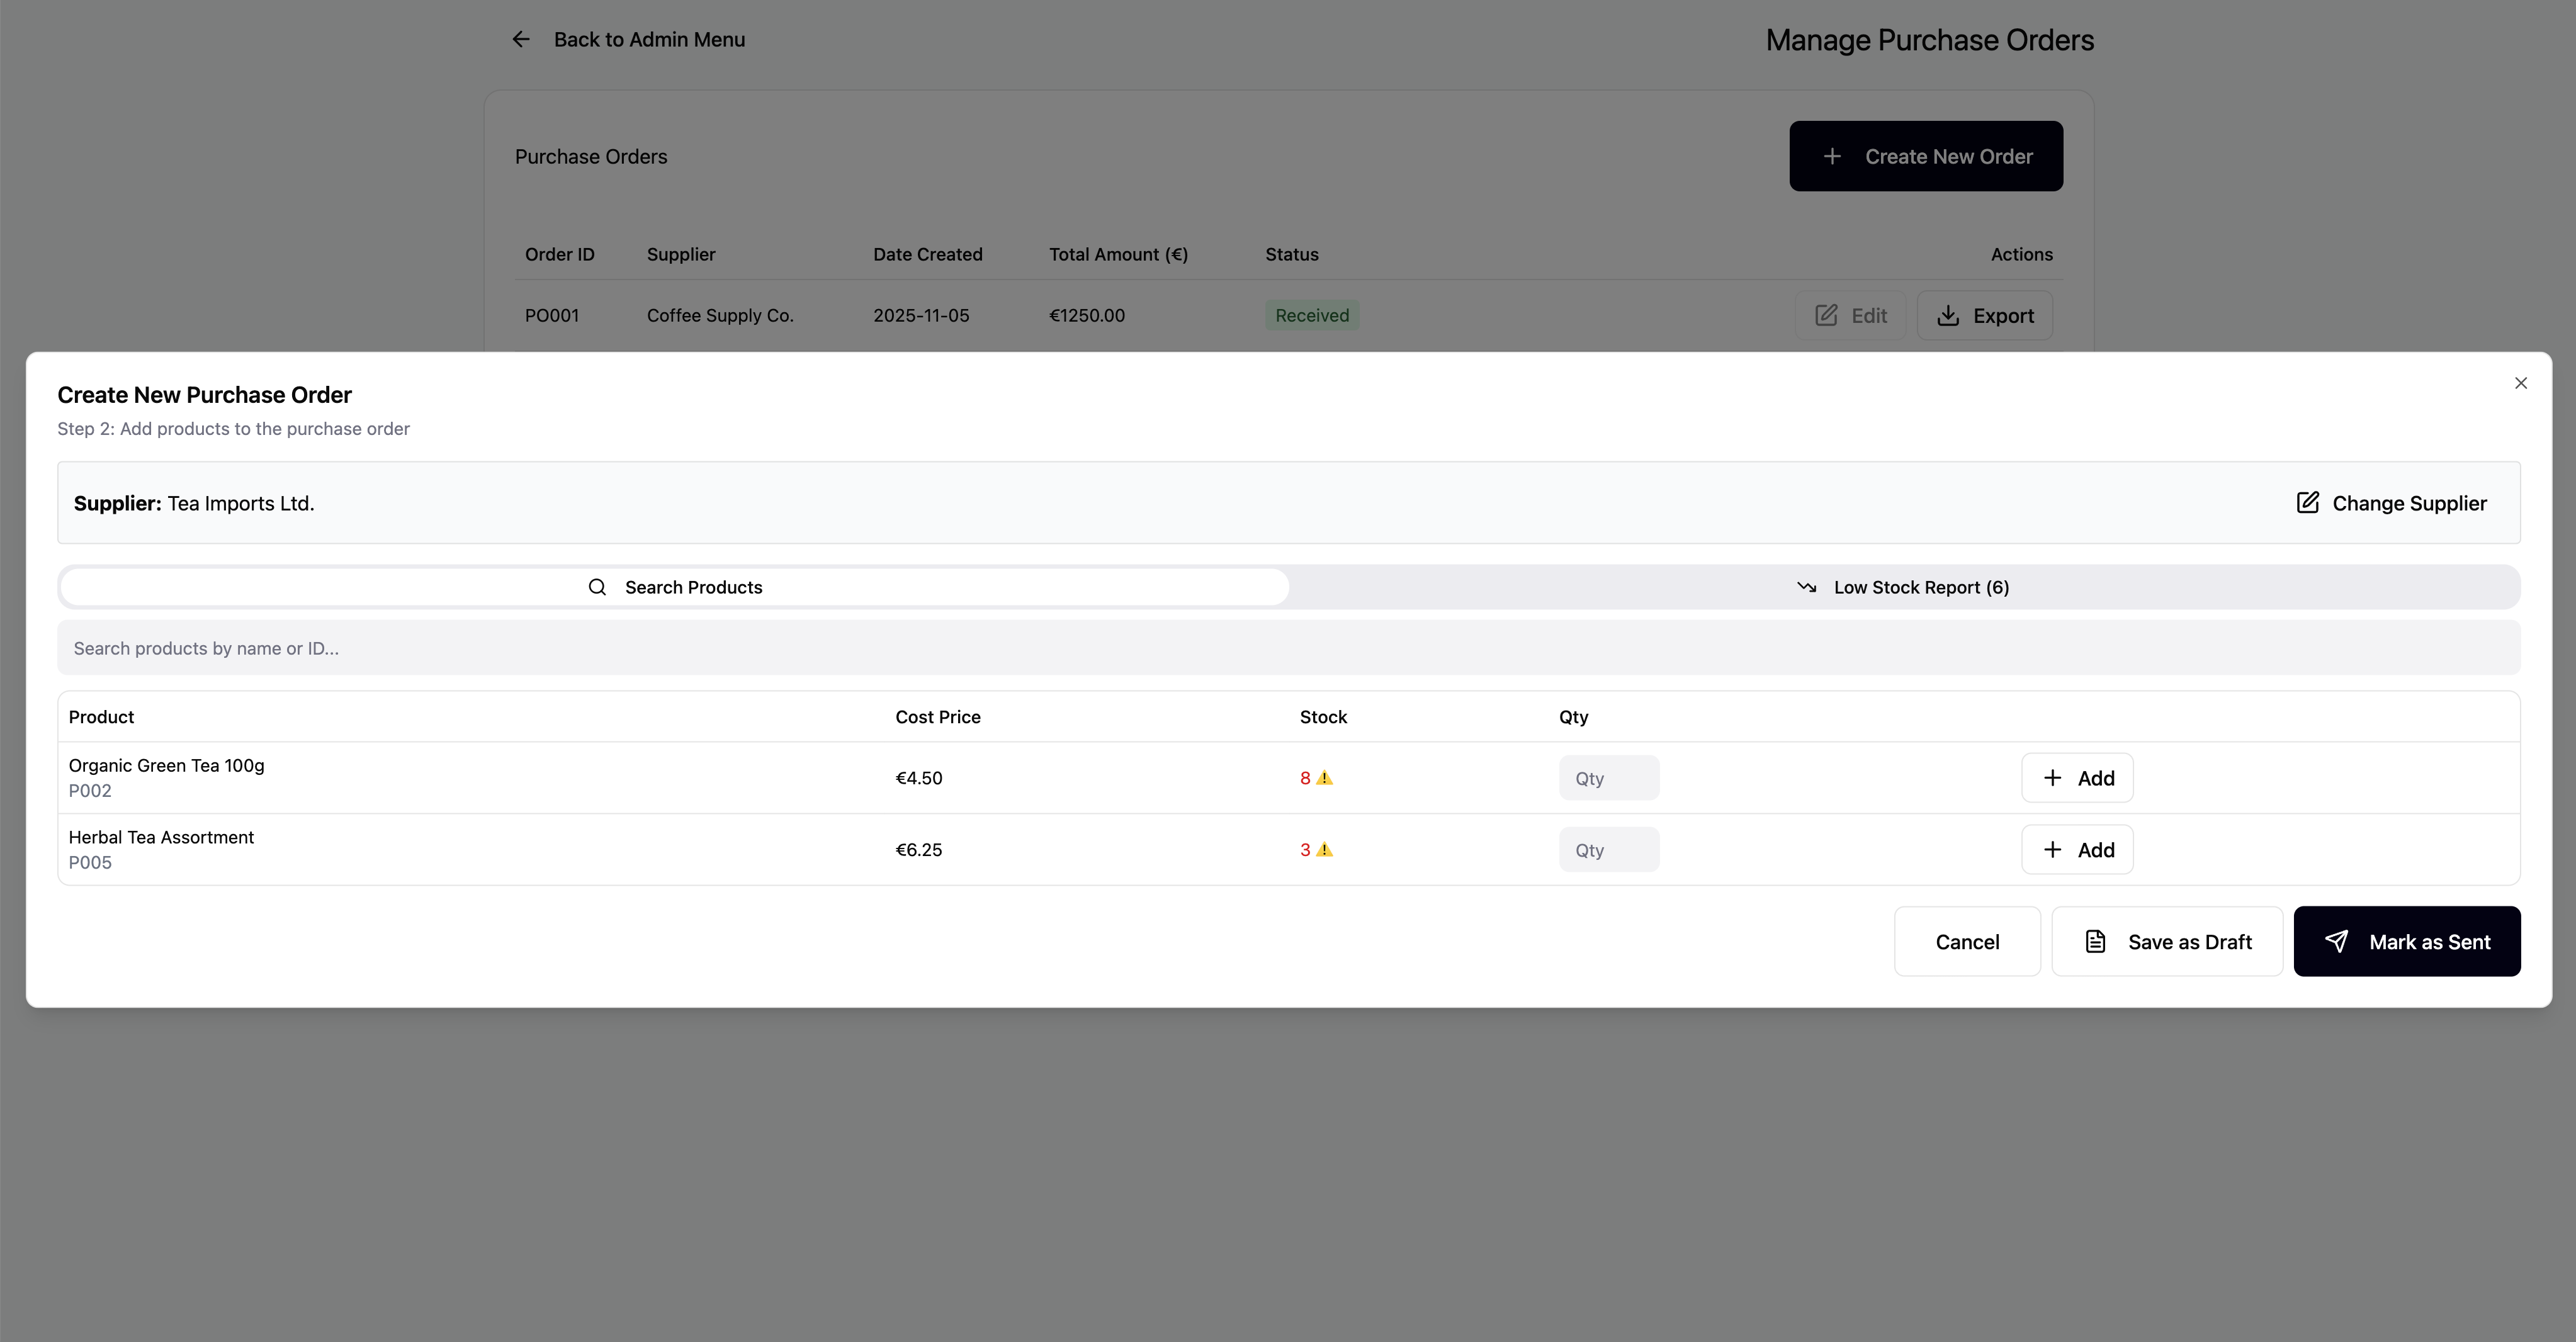 Back to Admin Menu
Manage Purchase Orders
Purchase Orders
Create New Order
Order ID Supplier Date Created Total Amount (€) Status Actions
PO001 Coffee Supply Co. 2025-11-05 €1250.00 Received Edit Export
Create New Purchase Order
Step 2: Add products to the purchase order
Supplier: Tea Imports Ltd.
Change Supplier
Search Products
Low Stock Report (6)
Search products by name or ID...
Product Cost Price Stock Qty
Organic Green Tea 100g
P002
€4.50 8 Qty Add
Herbal Tea Assortment
P005
€6.25 3 Qty Add
Cancel Save as Draft Mark as Sent